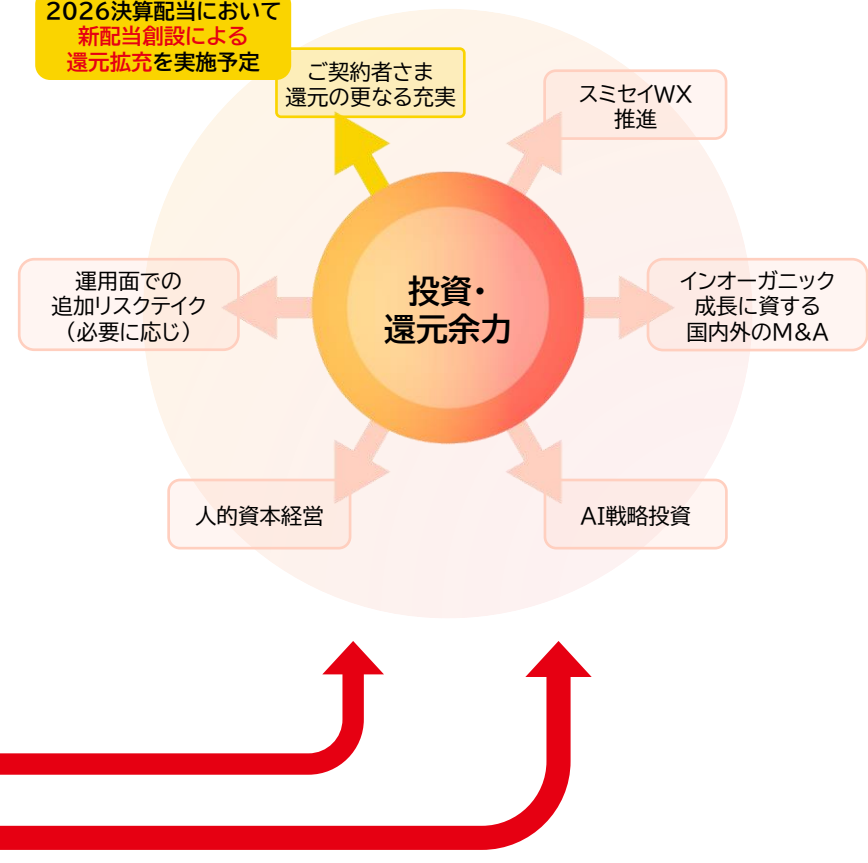 2026決算配当において
新配当創設による
還元拡充を実施予定
ご契約者さま
還元の更なる充実
スミセイWX
推進
運用面での
追加リスクテイク
（必要に応じ）
投資・
還元余力
インオーガニック
成長に資する
国内外のM&A
人的資本経営
AI戦略投資